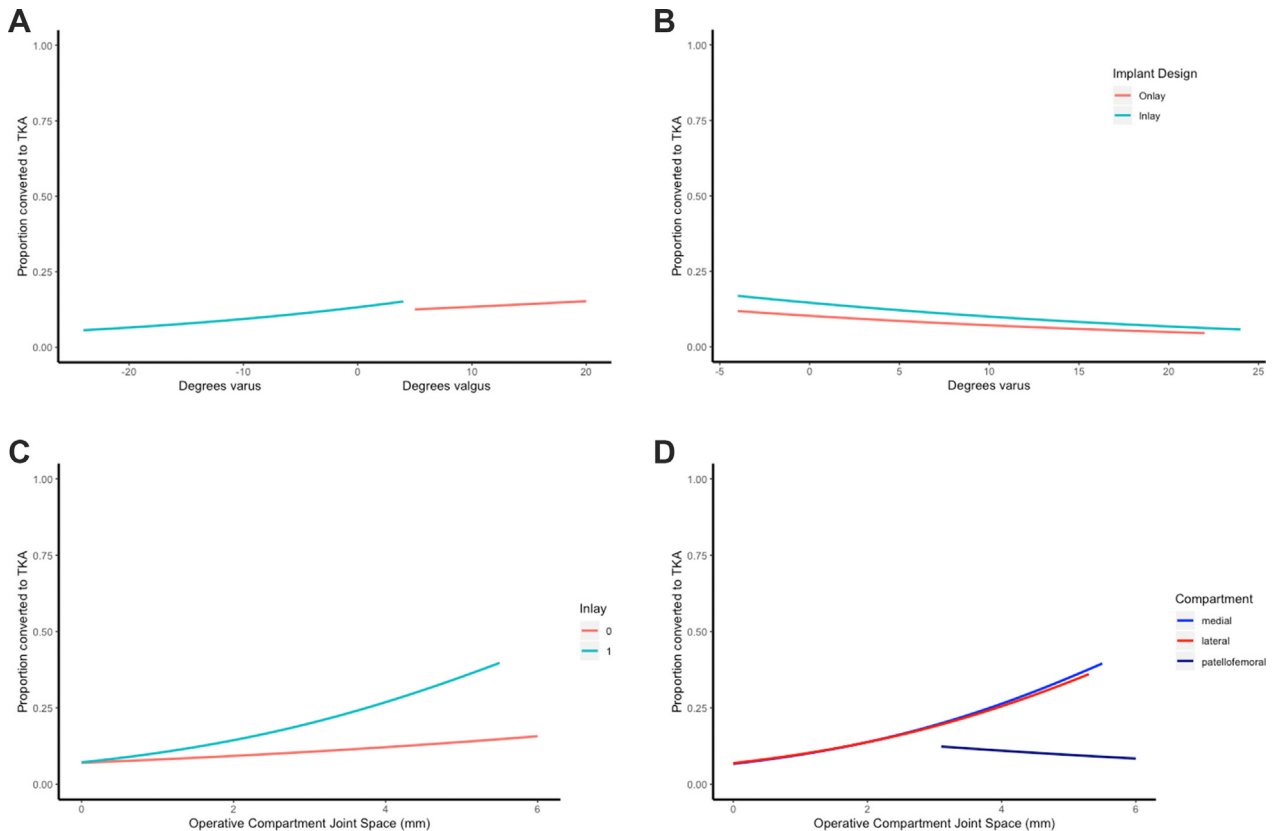 A
Proportion converted to TKA
1.00
0.75
0.50
0.25
0.00
-20
-10
0
10
20
Degrees varus
Degrees valgus
B
Proportion converted to TKA
1.00
0.75
0.50
0.25
0.00
-5
0
5
10
15
20
25
Degrees varus
Implant Design
Onlay
Inlay
C
Proportion converted to TKA
1.00
0.75
0.50
0.25
0.00
0
2
4
6
Operative Compartment Joint Space (mm)
Inlay
0
1
D
Proportion converted to TKA
1.00
0.75
0.50
0.25
0.00
0
2
4
6
Operative Compartment Joint Space (mm)
Compartment
medial
lateral
patellofemoral